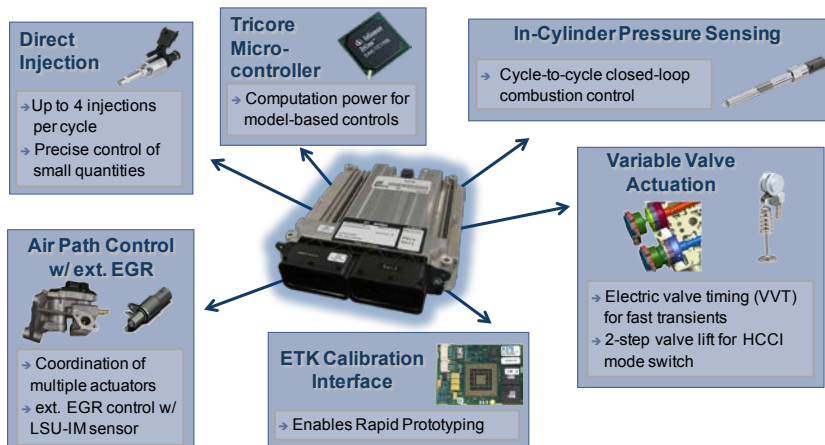 Direct
Injection
→Up to 4 injections
per cycle
→ Precise control of
small quantities
Tricore
Micro-
controller
→ Computation power for
model-based controls
In-Cylinder Pressure Sensing
→ Cycle-to-cycle closed-loop
combustion control
Variable Valve
Actuation
→ Electric valve timing (VVT)
for fast transients
→ 2-step valve lift for HCCI
mode switch
Air Path Control
w/ ext. EGR
→ Coordination of
multiple actuators
→ ext. EGR control w/
LSU-IM sensor
ETK Calibration
Interface
→ Enables Rapid Prototyping